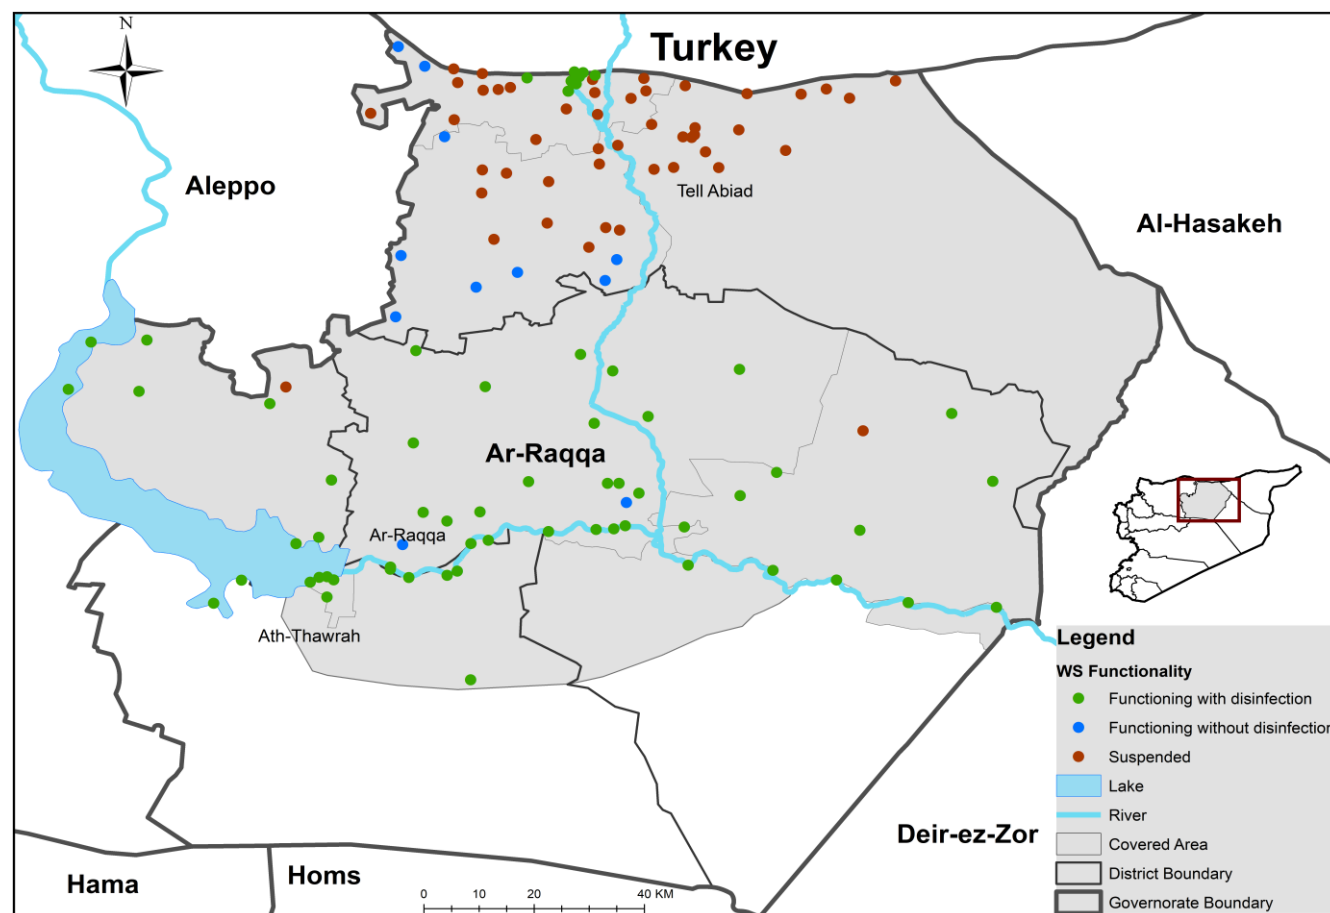 N
Turkey
Aleppo
Tell Abiad
Al-Hasakeh
Ar-Raqqa
Ar-Raqqa
Ath-Thawrah
Deir-ez-Zor
Hama
Homs
0 10 20 40 KM
Legend
WS Functionality
Functioning with disinfection
Functioning without disinfection
Suspended
Lake
River
Covered Area
District Boundary
Governorate Boundary